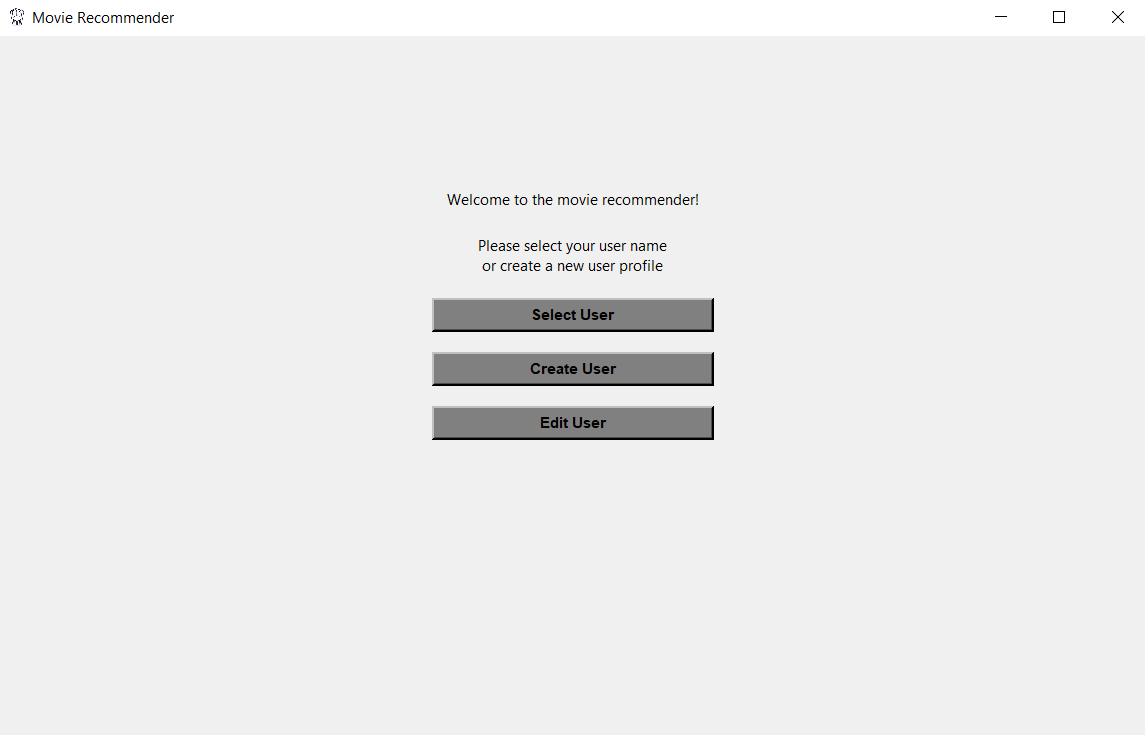 Movie Recommender
Welcome to the movie recommender!
Please select your user name
or create a new user profile
Select User
Create User
Edit User